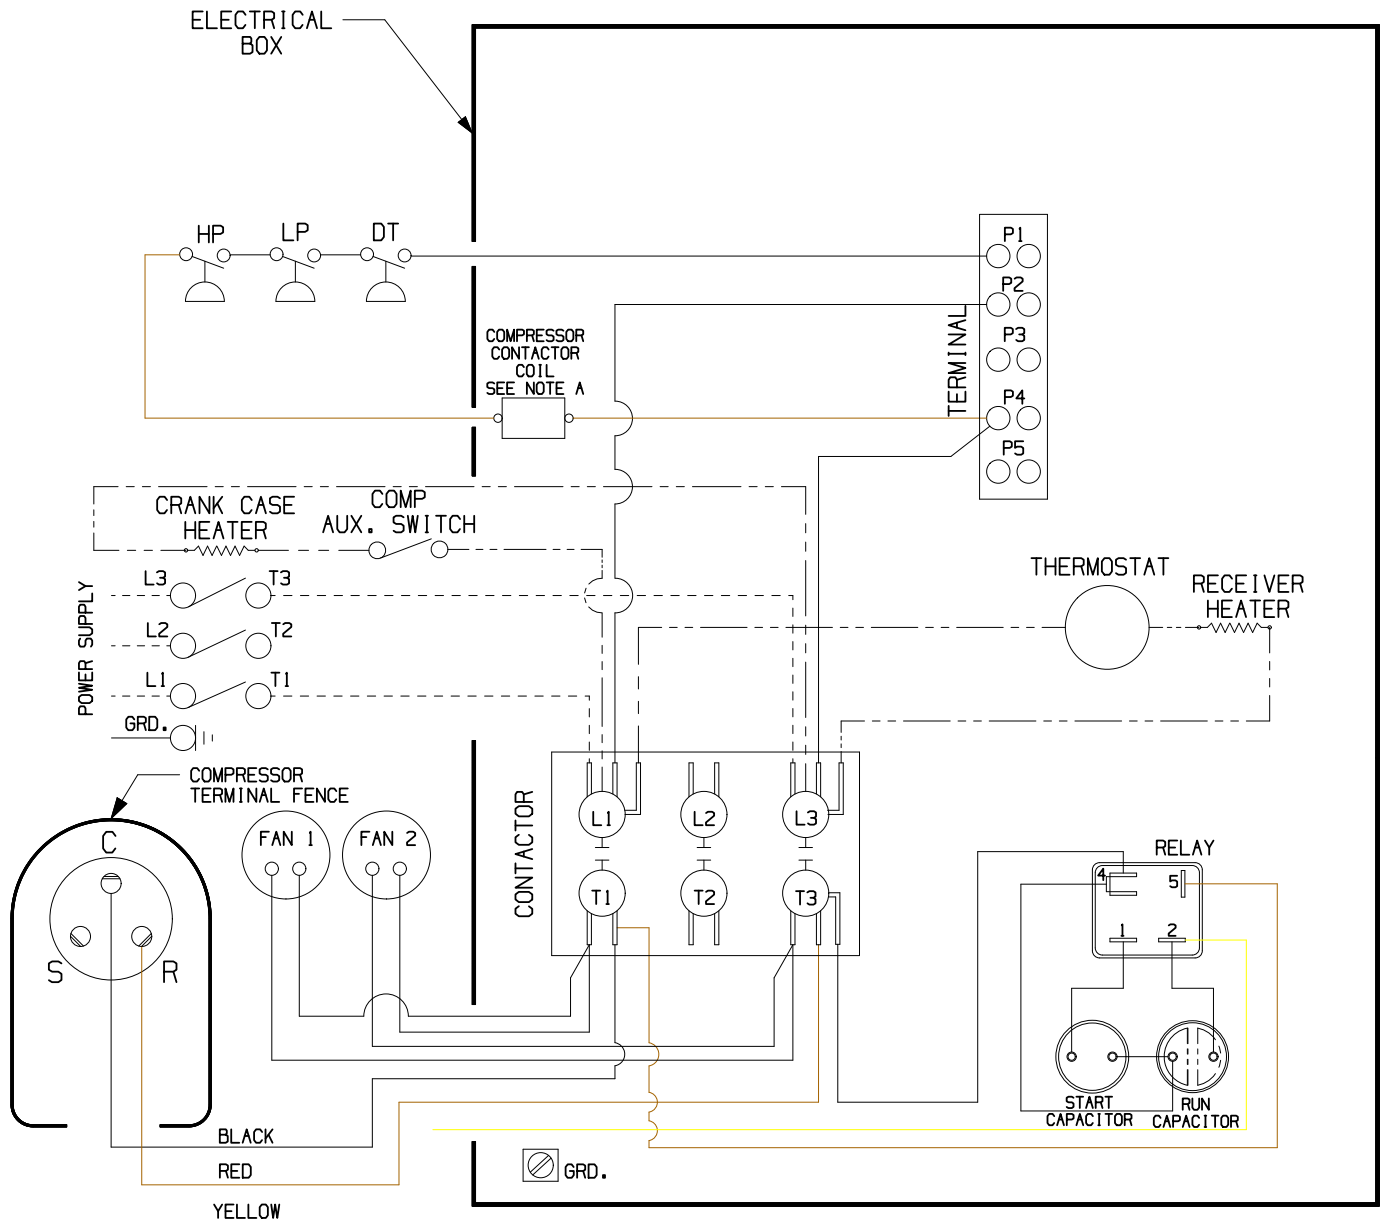 ELECTRICAL
BOX
HP
LP
DT
P1
P2
P3
P4
P5
TERMINAL
COMPRESSOR
CONTACTOR
COIL
SEE NOTE A
CRANK CASE
HEATER
COMP
AUX. SWITCH
THERMOSTAT
RECEIVER
HEATER
POWER SUPPLY
L3
T3
L2
T2
L1
T1
GRD.
COMPRESSOR
TERMINAL FENCE
C
S
R
FAN 1
FAN 2
CONTACTOR
L1
L2
L3
T1
T2
T3
RELAY
4
5
1
2
START
CAPACITOR
RUN
CAPACITOR
BLACK
RED
YELLOW
GRD.